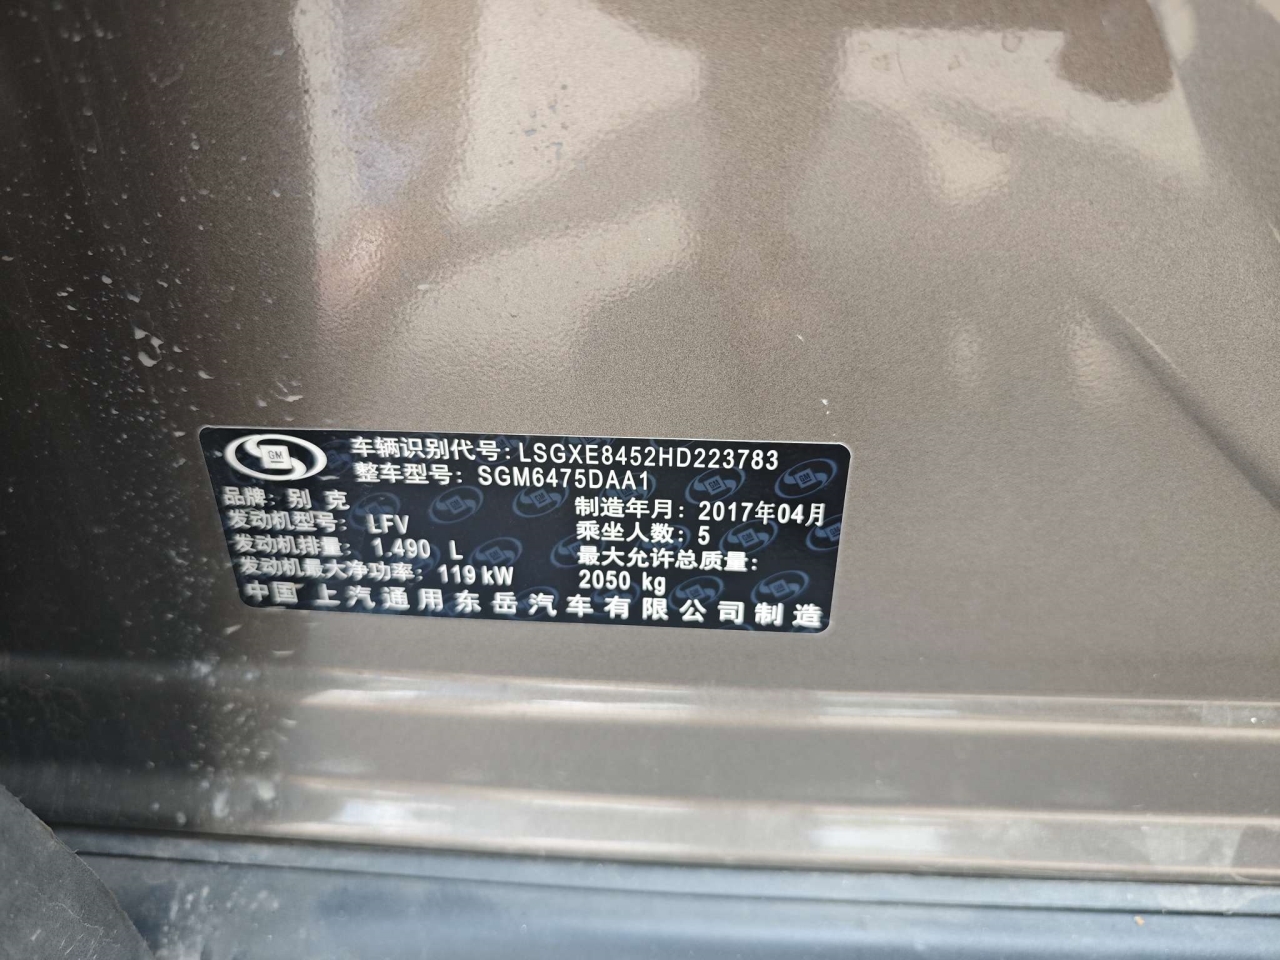 GM
车辆识别代号:LSGXE8452HD223783
整车型号: SGM6475DAA1
品牌: 别 克
制造年月: 2017年04月
发动机型号: LFV
乘坐人数: 5
发动机排量: 1.490 L
最大允许总质量:
发动机最大净功率: 119 kW
2050 kg
中国上汽通用东岳汽车有限公司制造